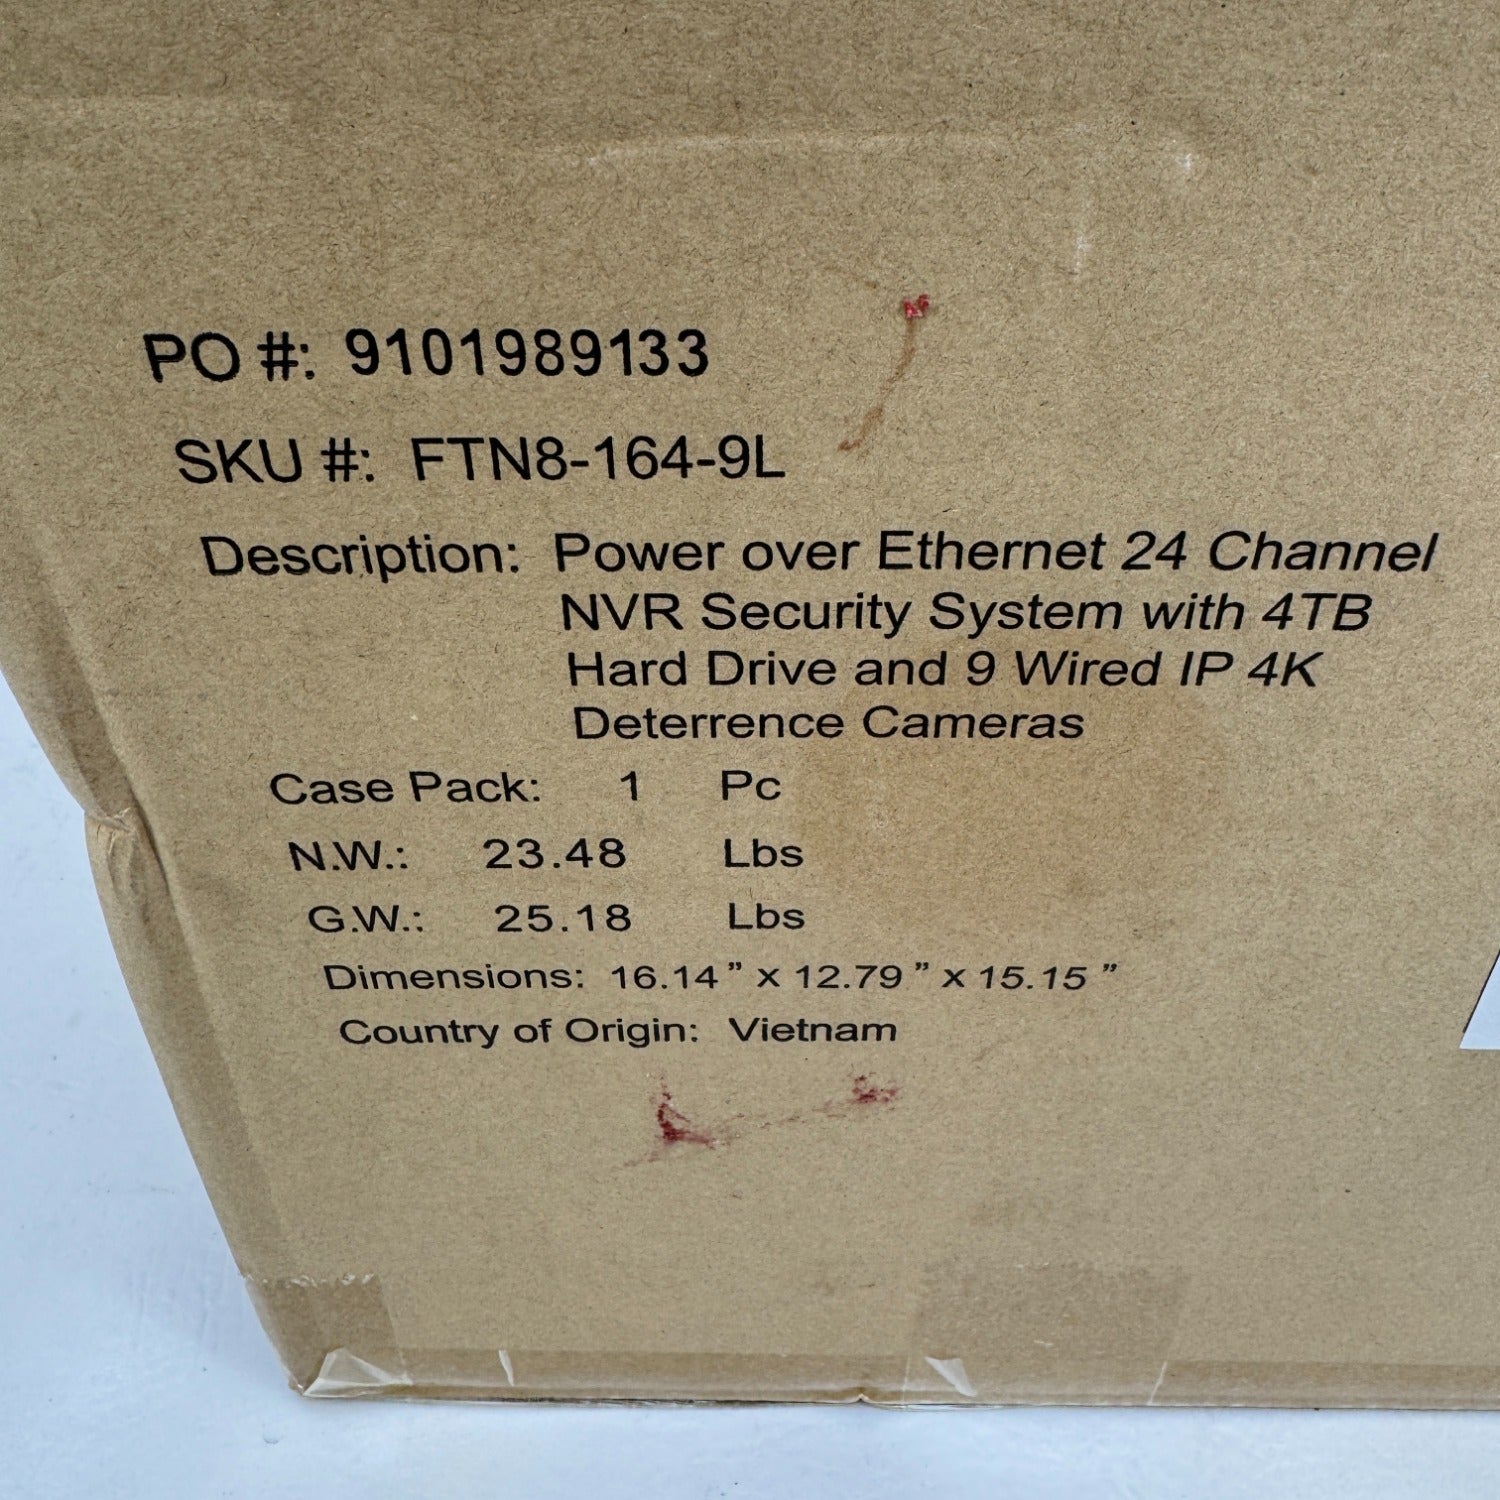 PO #: 9101989133
SKU #: FTN8-164-9L
Description: Power over Ethernet 24 Channel
NVR Security System with 4TB
Hard Drive and 9 Wired IP 4K
Deterrence Cameras
Case Pack: 1 Pc
N.W.: 23.48 Lbs
G.W.: 25.18 Lbs
Dimensions: 16.14 ” x 12.79 ” x 15.15 ”
Country of Origin: Vietnam